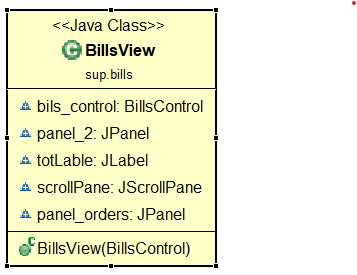 <<Java Class>>
BillsView
sup.bills
bils_control: BillsControl
panel_2: JPanel
totLable: JLabel
scrollPane: JScrollPane
panel_orders: JPanel
BillsView(BillsControl)